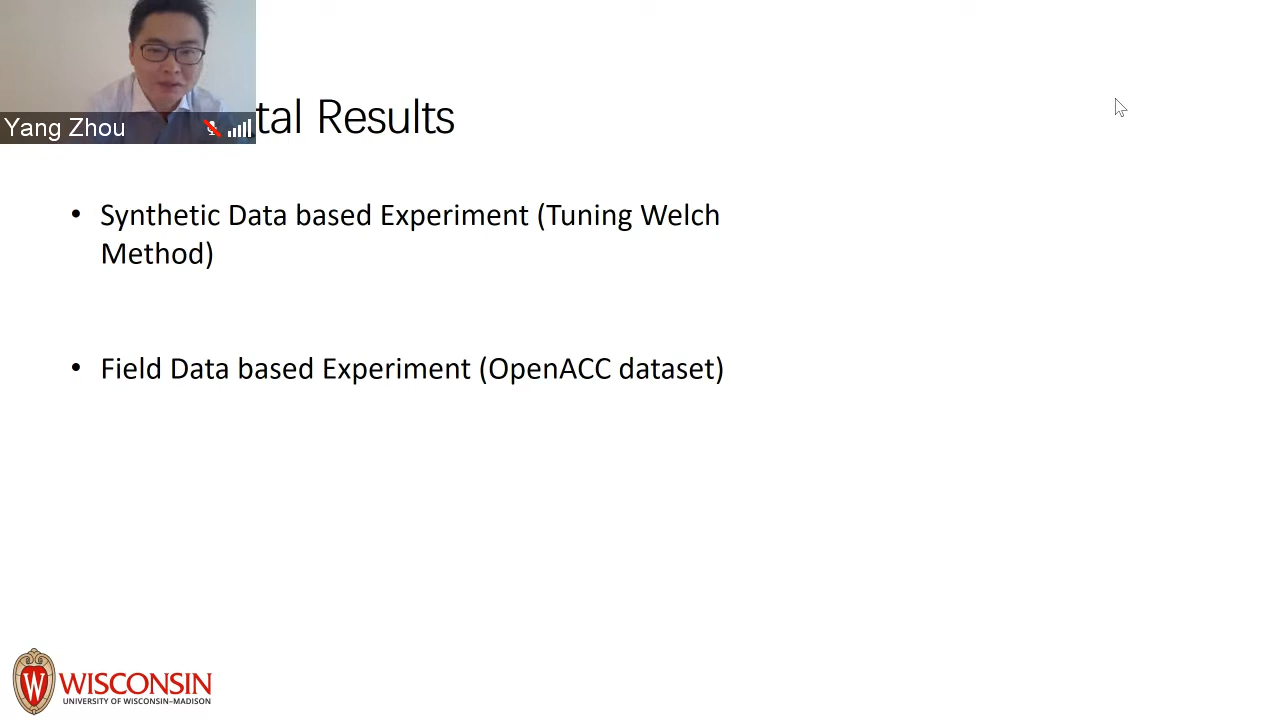 Yang Zhou
tal Results
• Synthetic Data based Experiment (Tuning Welch
Method)
• Field Data based Experiment (OpenACC dataset)
W WISCONSIN
UNIVERSITY OF WISCONSIN–MADISON